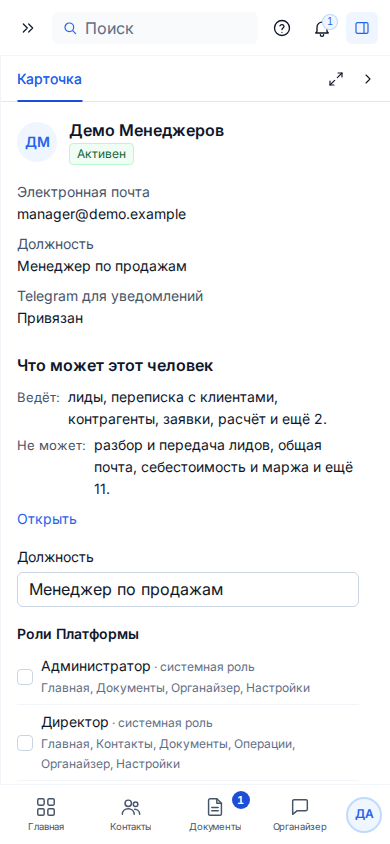 Поиск
1
Карточка
ДМ
Демо Менеджеров
Активен
Электронная почта
manager@demo.example
Должность
Менеджер по продажам
Telegram для уведомлений
Привязан
Что может этот человек
Ведёт: лиды, переписка с клиентами,
контрагенты, заявки, расчёт и ещё 2.
Не может: разбор и передача лидов, общая
почта, себестоимость и маржа и ещё
11.
Открыть
Должность
Менеджер по продажам
Роли Платформы
Администратор · системная роль
Главная, Документы, Органайзер, Настройки
Директор · системная роль
Главная, Контакты, Документы, Операции,
Органайзер, Настройки
1
Главная Контакты Документы Органайзер ДА